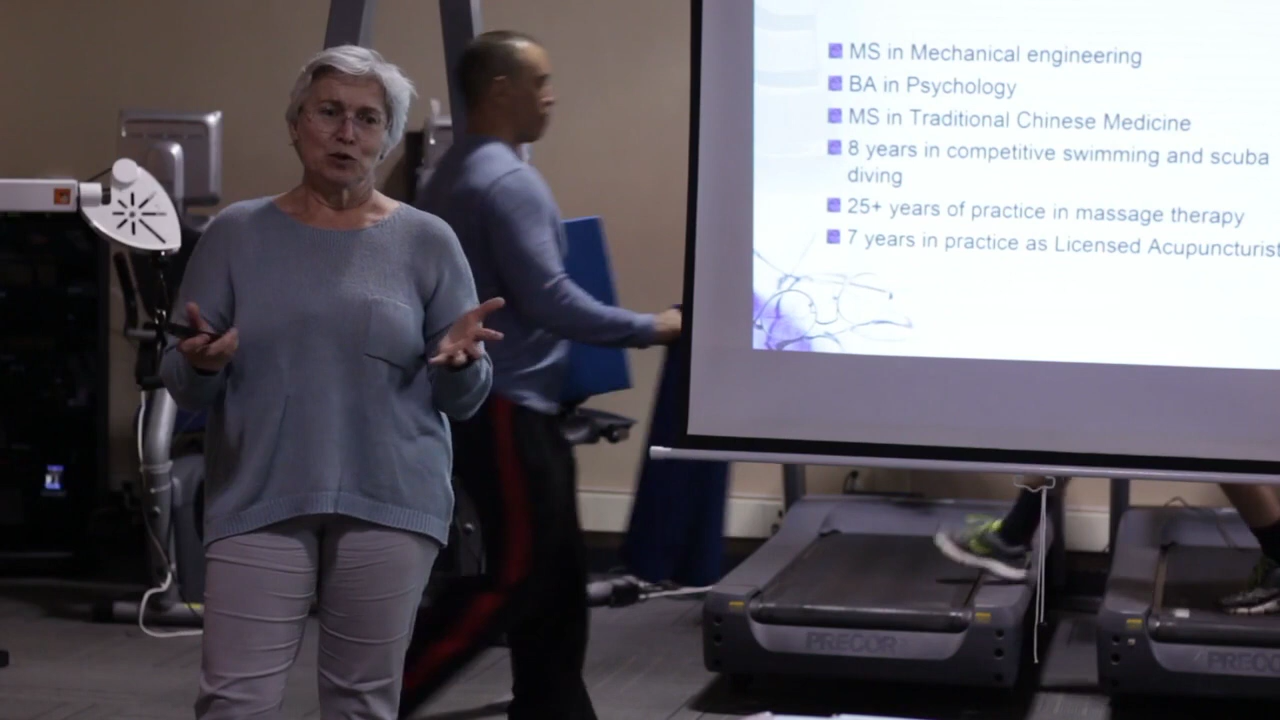 MS in Mechanical engineering
BA in Psychology
MS in Traditional Chinese Medicine
8 years in competitive swimming and scuba
diving
25+ years of practice in massage therapy
7 years in practice as Licensed Acupuncturist
PRECOR
PRECO